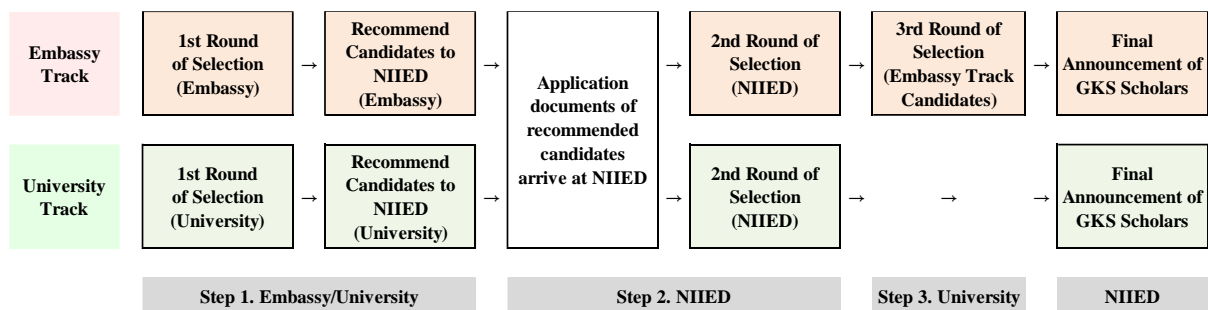 Embassy
Track
1st Round
of Selection
(Embassy)
→
Recommend
Candidates to
NIIED
(Embassy)
→
Application
documents of
recommended
candidates
arrive at NIIED
→
2nd Round of
Selection
(NIIED)
→
3rd Round of
Selection
(Embassy Track
Candidates)
→
Final
Announcement of
GKS Scholars
University
Track
1st Round
of Selection
(University)
→
Recommend
Candidates to
NIIED
(University)
→
→
2nd Round of
Selection
(NIIED)
→
→
→
Final
Announcement of
GKS Scholars
Step 1. Embassy/University
Step 2. NIIED
Step 3. University
NIIED